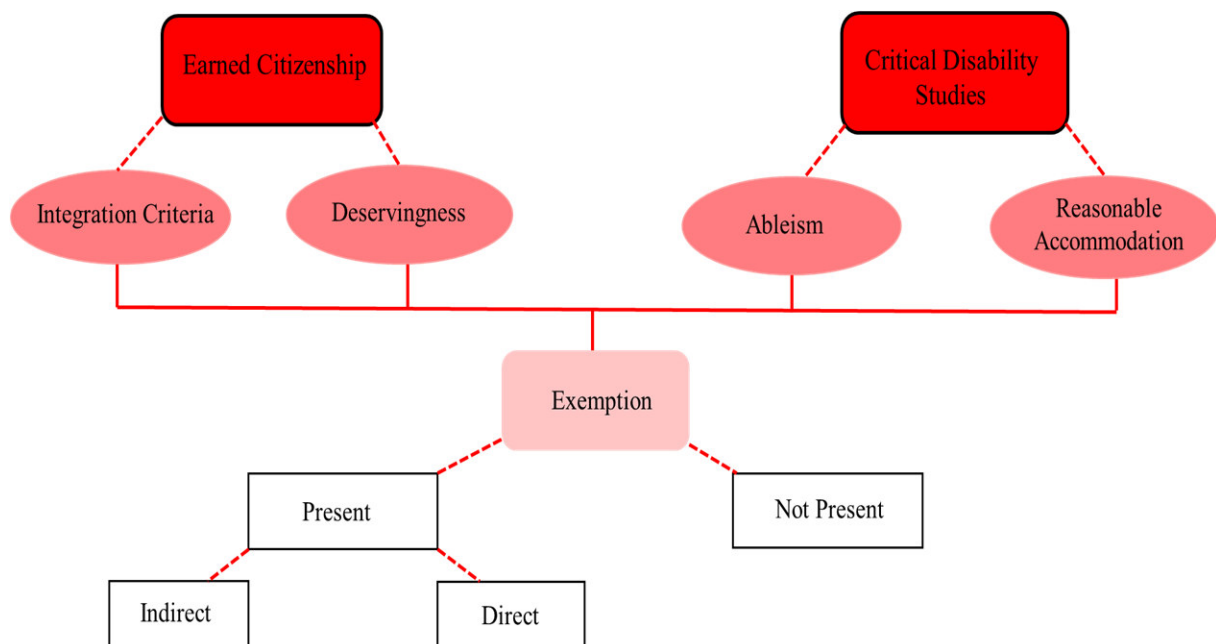 Earned Citizenship
Critical Disability
Studies
Integration Criteria
Deservingness
Ableism
Reasonable
Accommodation
Exemption
Present
Not Present
Indirect
Direct